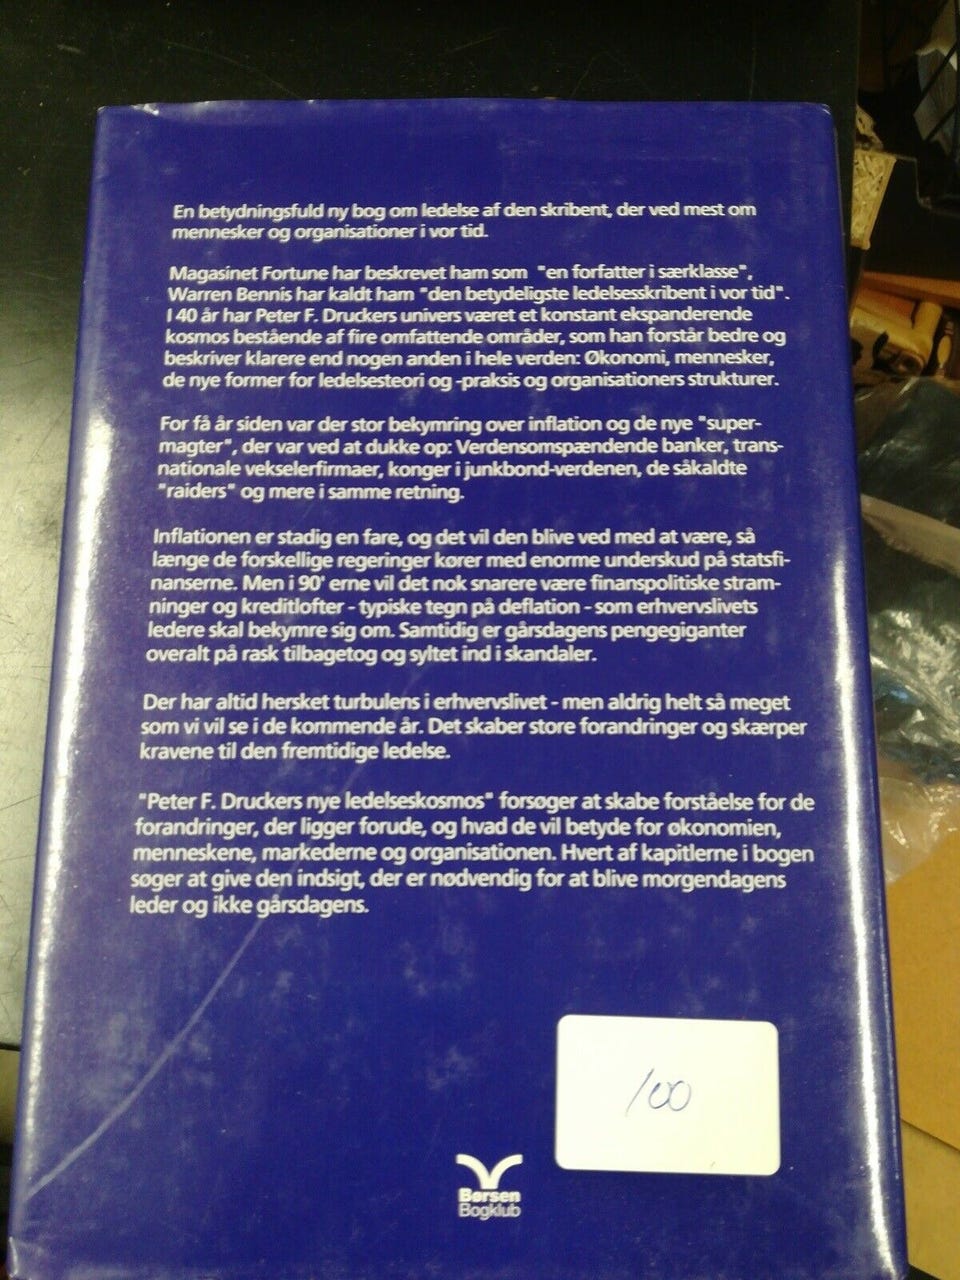 En betydningsfuld ny bog om ledelse af den skribent, der ved mest om
mennesker og organisationer i vor tid.
Magasinet Fortune har beskrevet ham som "en forfatter i særklasse",
Warren Bennis har kaldt ham "den betydeligste ledelsesskribent i vor tid".
I 40 år har Peter F. Druckers univers været et konstant ekspanderende
kosmos bestående af fire omfattende områder, som han forstår bedre og
beskriver klarere end nogen anden i hele verden: Økonomi, mennesker,
de nye former for ledelsesteori og -praksis og organisationers strukturer.
For få år siden var der stor bekymring over inflation og de nye "super-
magter", der var ved at dukke op: Verdensomspændende banker, trans-
nationale vekselerfirmaer, konger i junkbond-verdenen, de såkaldte
"raiders" og mere i samme retning.
Inflationen er stadig en fare, og det vil den blive ved med at være, så
længe de forskellige regeringer kører med enorme underskud på statsfi-
nanserne. Men i 90' erne vil det nok snarere være finanspolitiske stram-
ninger og kreditlofter - typiske tegn på deflation - som erhvervslivets
ledere skal bekymre sig om. Samtidig er gårsdagens pengegiganter
overalt på rask tilbagetog og syltet ind i skandaler.
Der har altid hersket turbulens i erhvervslivet - men aldrig helt så meget
som vi vil se i de kommende år. Det skaber store forandringer og skærper
kravene til den fremtidige ledelse.
"Peter F. Druckers nye ledelseskosmos" forsøger at skabe forståelse for de
forandringer, der ligger forude, og hvad de vil betyde for økonomien,
menneskene, markederne og organisationen. Hvert af kapitlerne i bogen
søger at give den indsigt, der er nødvendig for at blive morgendagens
leder og ikke gårsdagens.
100
Børsen
Bogklub